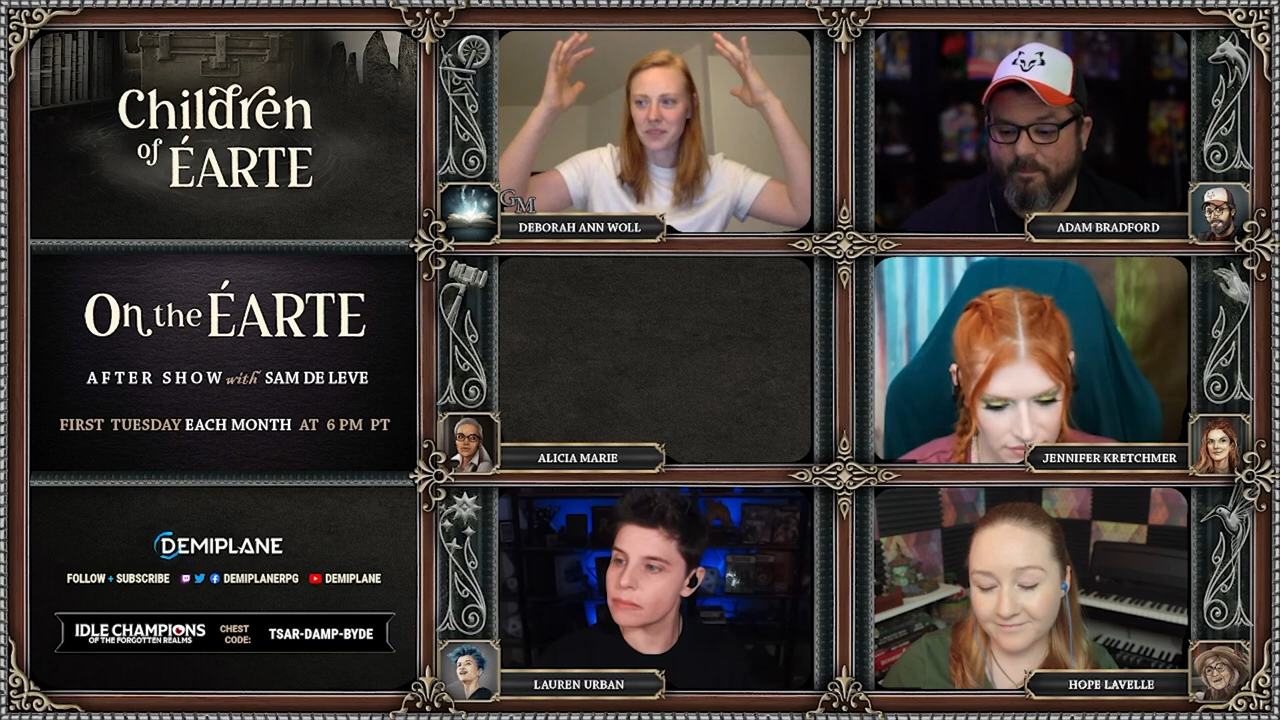 Children
of ÉARTE
On the ÉARTE
AFTER SHOW with SAM DE LEVE
FIRST TUESDAY EACH MONTH AT 6 PM PT
DEMIPLANE
FOLLOW + SUBSCRIBE DEMIPLANERPG DEMIPLANE
IDLE CHAMPIONS
OF THE FORGOTTEN REALMS
CHEST
CODE:
TSAR-DAMP-BYDE
GM
DEBORAH ANN WOLL
ADAM BRADFORD
ALICIA MARIE
JENNIFER KRETCHMER
LAUREN URBAN
HOPE LAVELLE